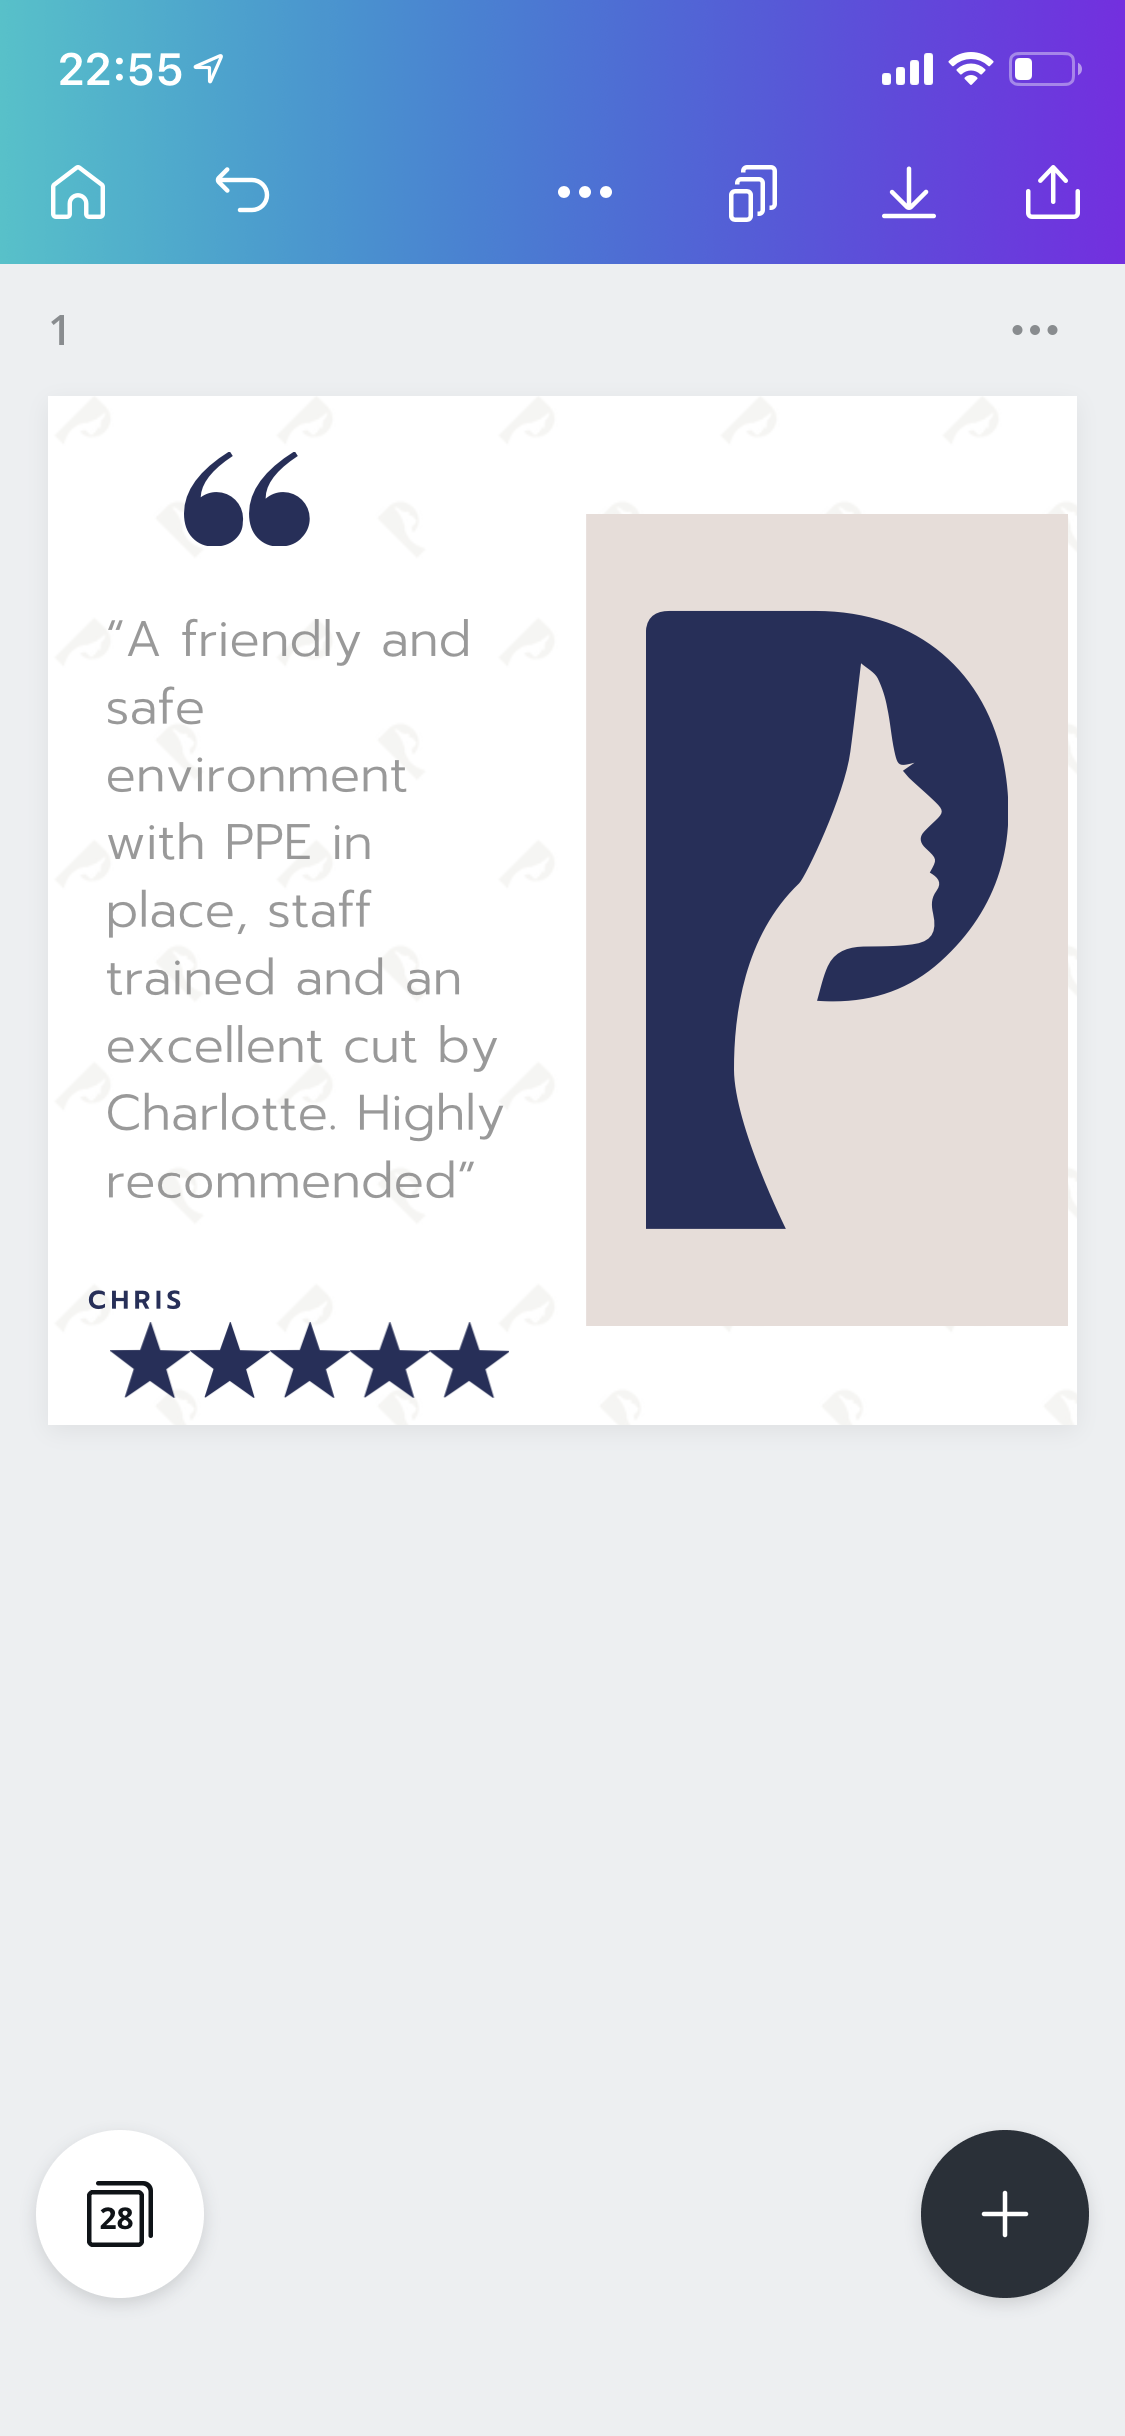 22:55
1
“A friendly and
safe
environment
with PPE in
place, staff
trained and an
excellent cut by
Charlotte. Highly
recommended”
CHRIS
28